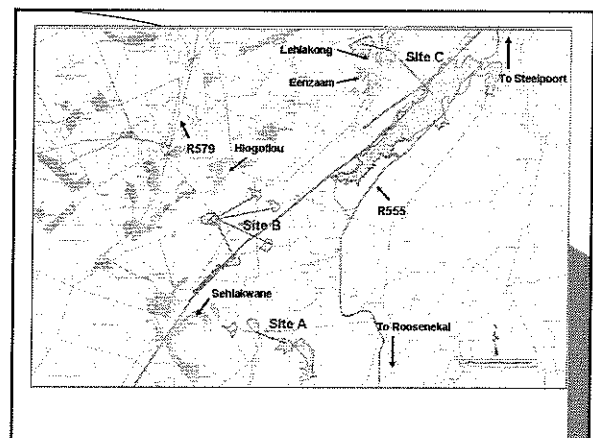 Lehlakong
Site C
Eenzaam
To Steelpoort
R579
Hlogotlou
R555
Site B
Sehlakwane
Site A
To Roosenekal